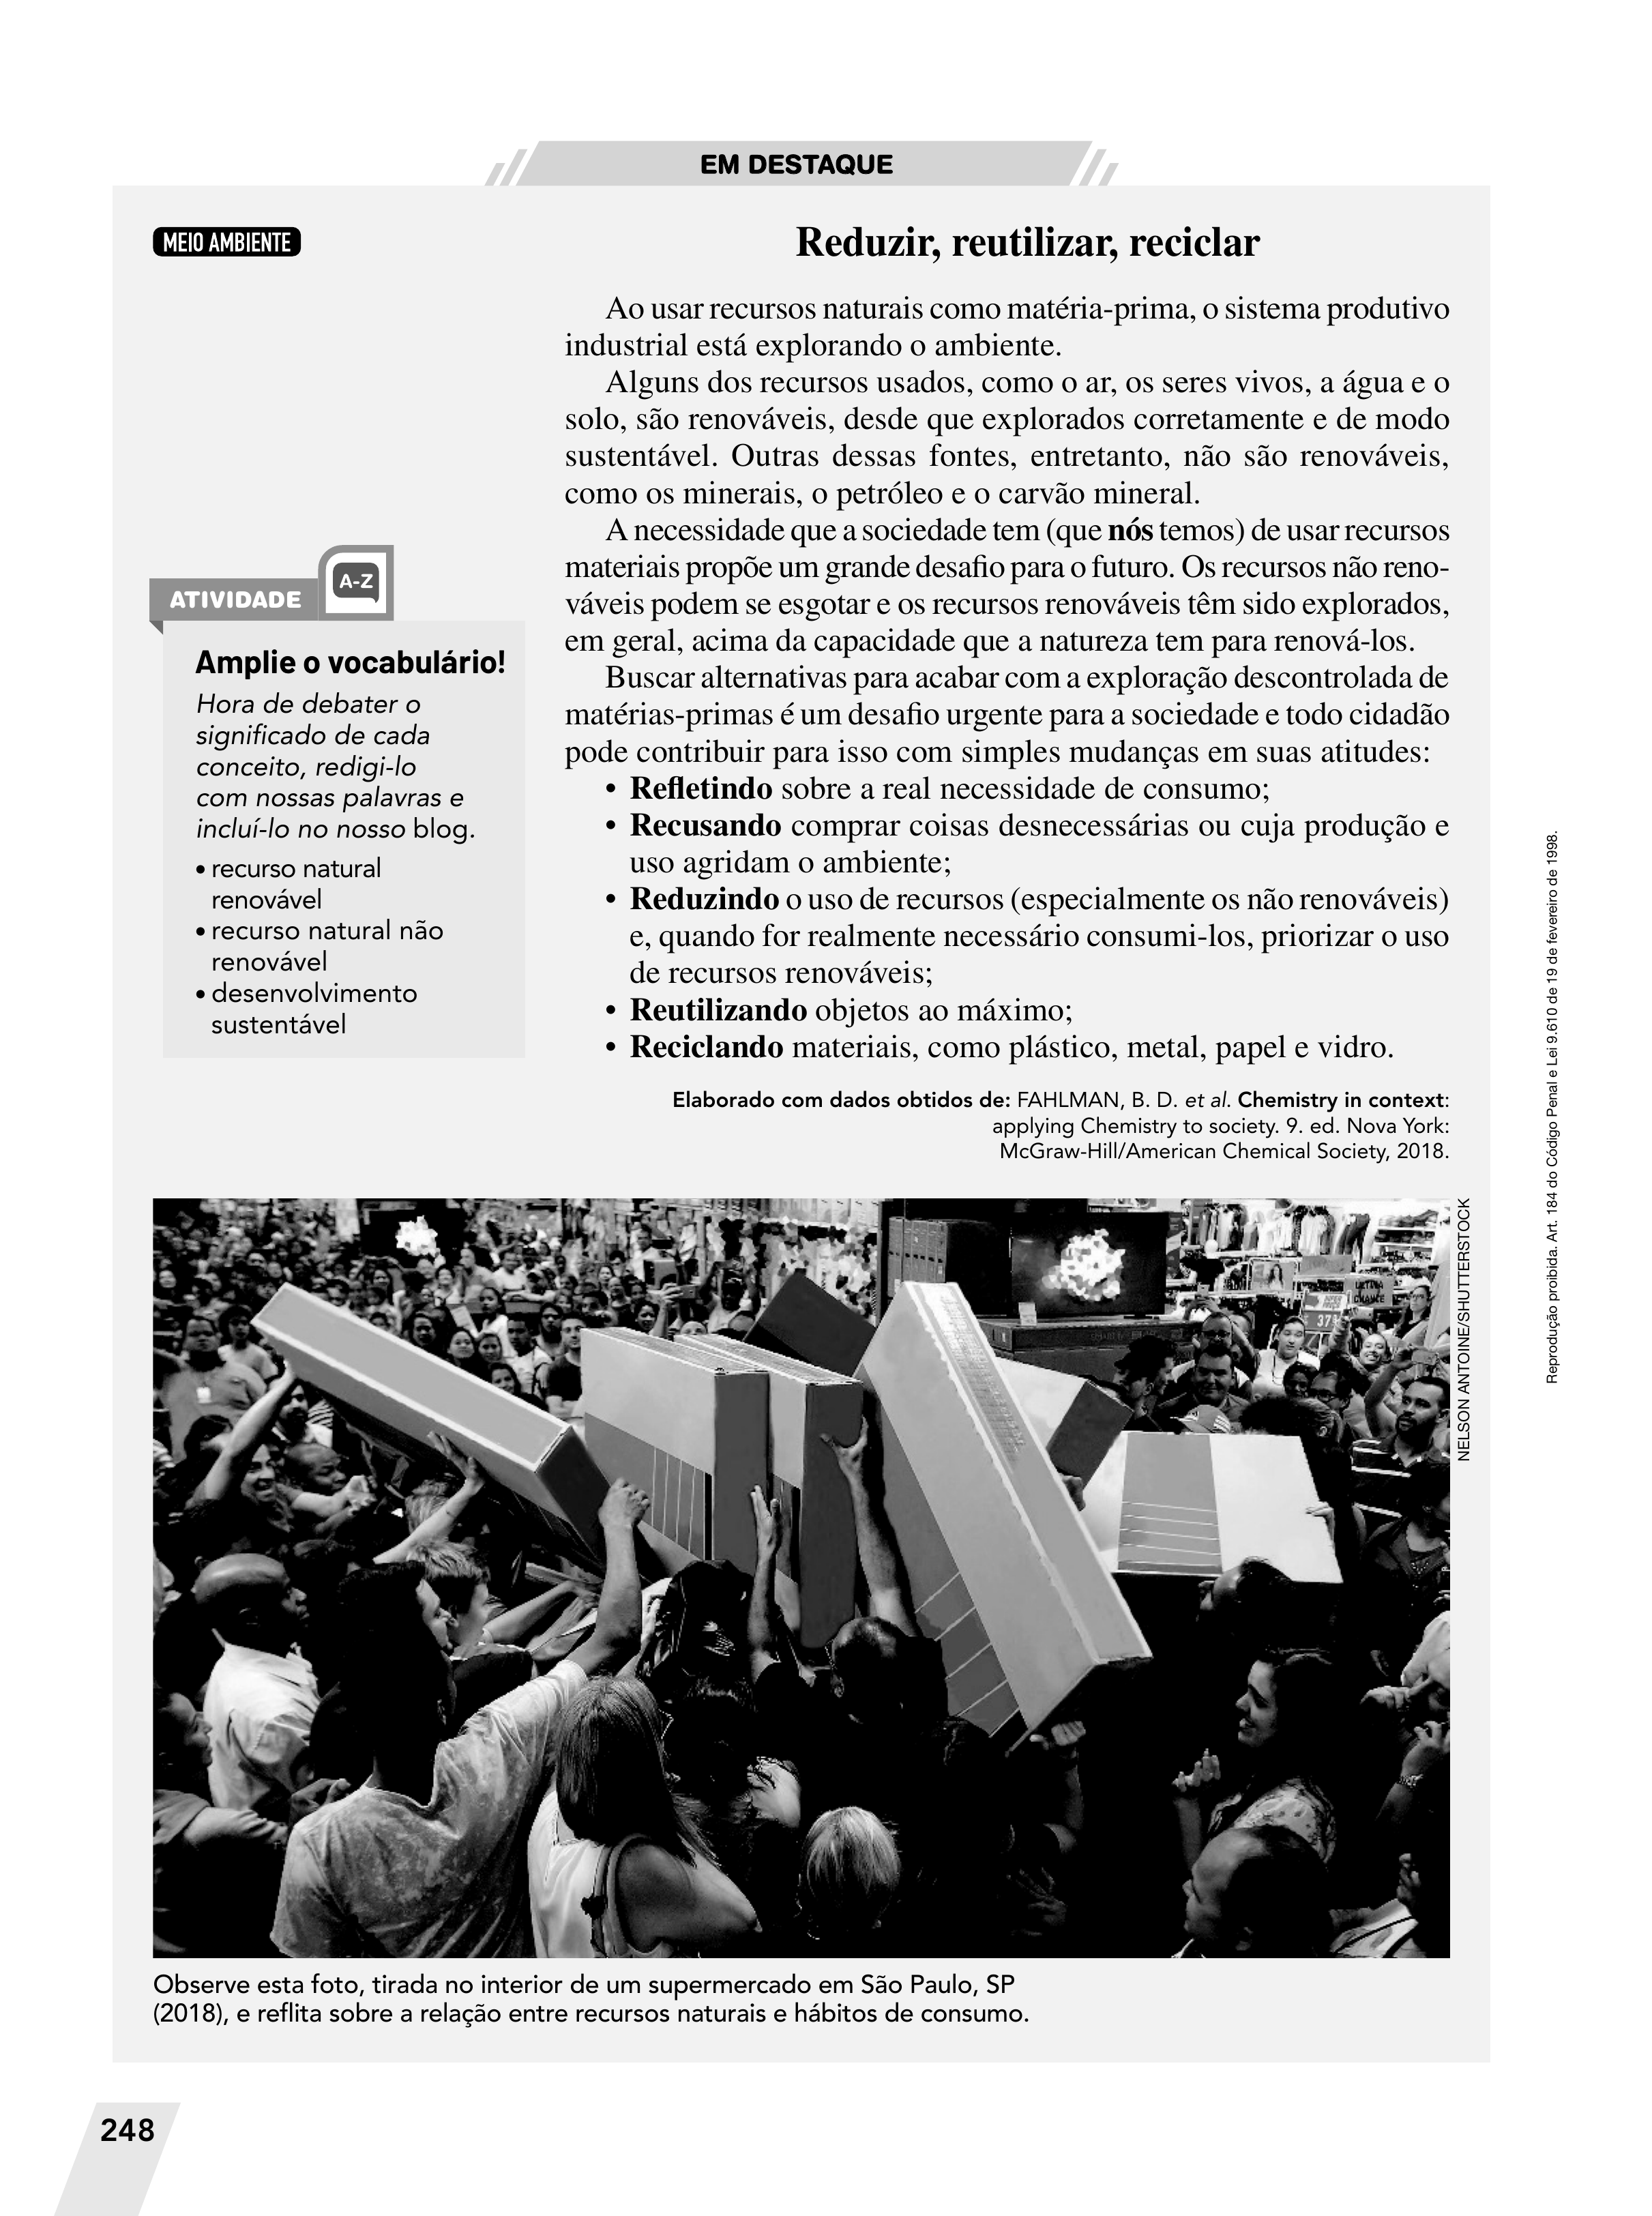 EM DESTAQUE
MEIO AMBIENTE
Reduzir, reutilizar, reciclar
Ao usar recursos naturais como matéria-prima, o sistema produtivo
industrial está explorando o ambiente.
Alguns dos recursos usados, como o ar, os seres vivos, a água e o
solo, são renováveis, desde que explorados corretamente e de modo
sustentável. Outras dessas fontes, entretanto, não são renováveis,
como os minerais, o petróleo e o carvão mineral.
A necessidade que a sociedade tem (que nós temos) de usar recursos
materiais propõe um grande desafio para o futuro. Os recursos não reno-
váveis podem se esgotar e os recursos renováveis têm sido explorados,
em geral, acima da capacidade que a natureza tem para renová-los.
Buscar alternativas para acabar com a exploração descontrolada de
matérias-primas é um desafio urgente para a sociedade e todo cidadão
pode contribuir para isso com simples mudanças em suas atitudes:
• Refletindo sobre a real necessidade de consumo;
• Recusando comprar coisas desnecessárias ou cuja produção e
uso agridam o ambiente;
• Reduzindo o uso de recursos (especialmente os não renováveis)
e, quando for realmente necessário consumi-los, priorizar o uso
de recursos renováveis;
• Reutilizando objetos ao máximo;
• Reciclando materiais, como plástico, metal, papel e vidro.
Elaborado com dados obtidos de: FAHLMAN, B. D. et al. Chemistry in context:
applying Chemistry to society. 9. ed. Nova York:
McGraw-Hill/American Chemical Society, 2018.
ATIVIDADE
A-Z
Amplie o vocabulário!
Hora de debater o
significado de cada
conceito, redigi-lo
com nossas palavras e
incluí-lo no nosso blog.
• recurso natural
renovável
• recurso natural não
renovável
• desenvolvimento
sustentável
NELSON ANTOINE/SHUTTERSTOCK
37
Observe esta foto, tirada no interior de um supermercado em São Paulo, SP
(2018), e reflita sobre a relação entre recursos naturais e hábitos de consumo.
Reprodução proibida. Art. 184 do Código Penal e Lei 9.610 de 19 de fevereiro de 1998.
248